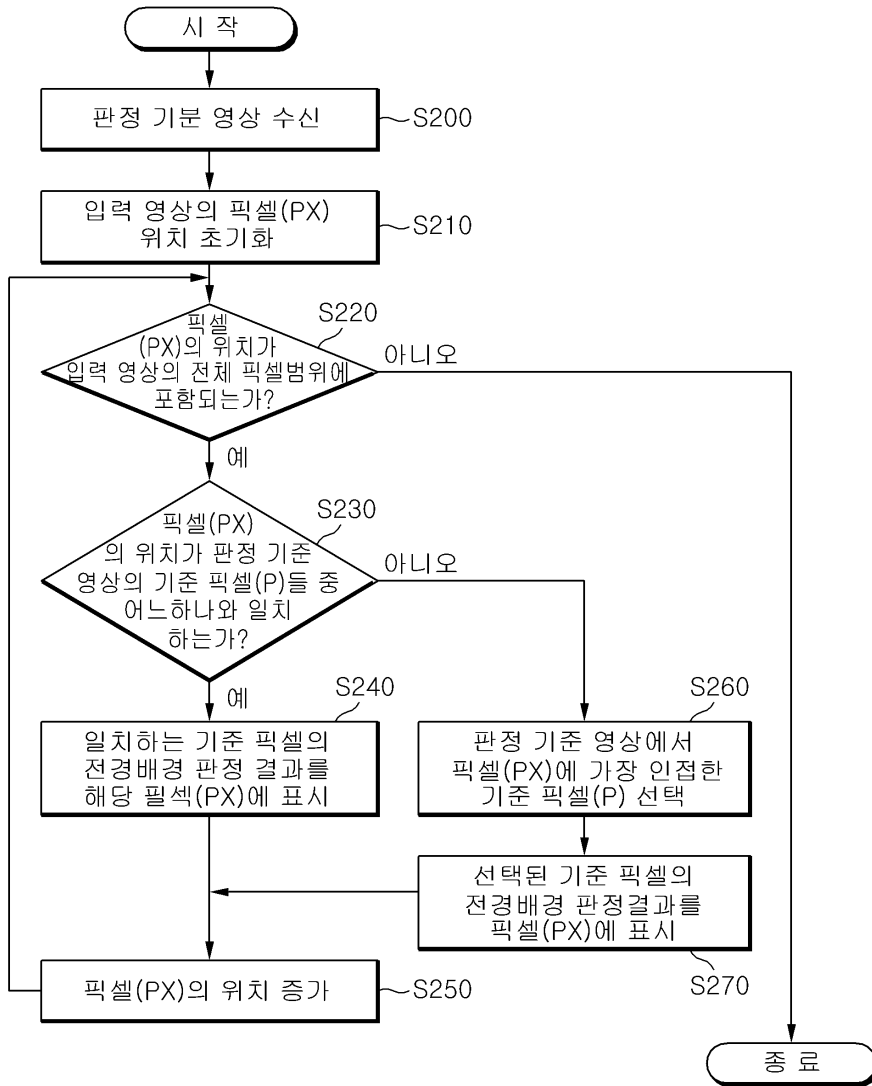 시 작
판정 기분 영상 수신
S200
입력 영상의 픽셀(PX)
위치 초기화
S210
S220
픽셀
(PX)의 위치가
입력 영상의 전체 픽셀범위에
포함되는가?
아니오
예
S230
픽셀(PX)
의 위치가 판정 기준
영상의 기준 픽셀(P)들 중
어느하나와 일치
하는가?
아니오
예
S240
일치하는 기준 픽셀의
전경배경 판정 결과를
해당 필섹(PX)에 표시
S260
판정 기준 영상에서
픽셀(PX)에 가장 인접한
기준 픽셀(P) 선택
선택된 기준 픽셀의
전경배경 판정결과를
픽셀(PX)에 표시
S270
픽셀(PX)의 위치 증가
S250
종 료